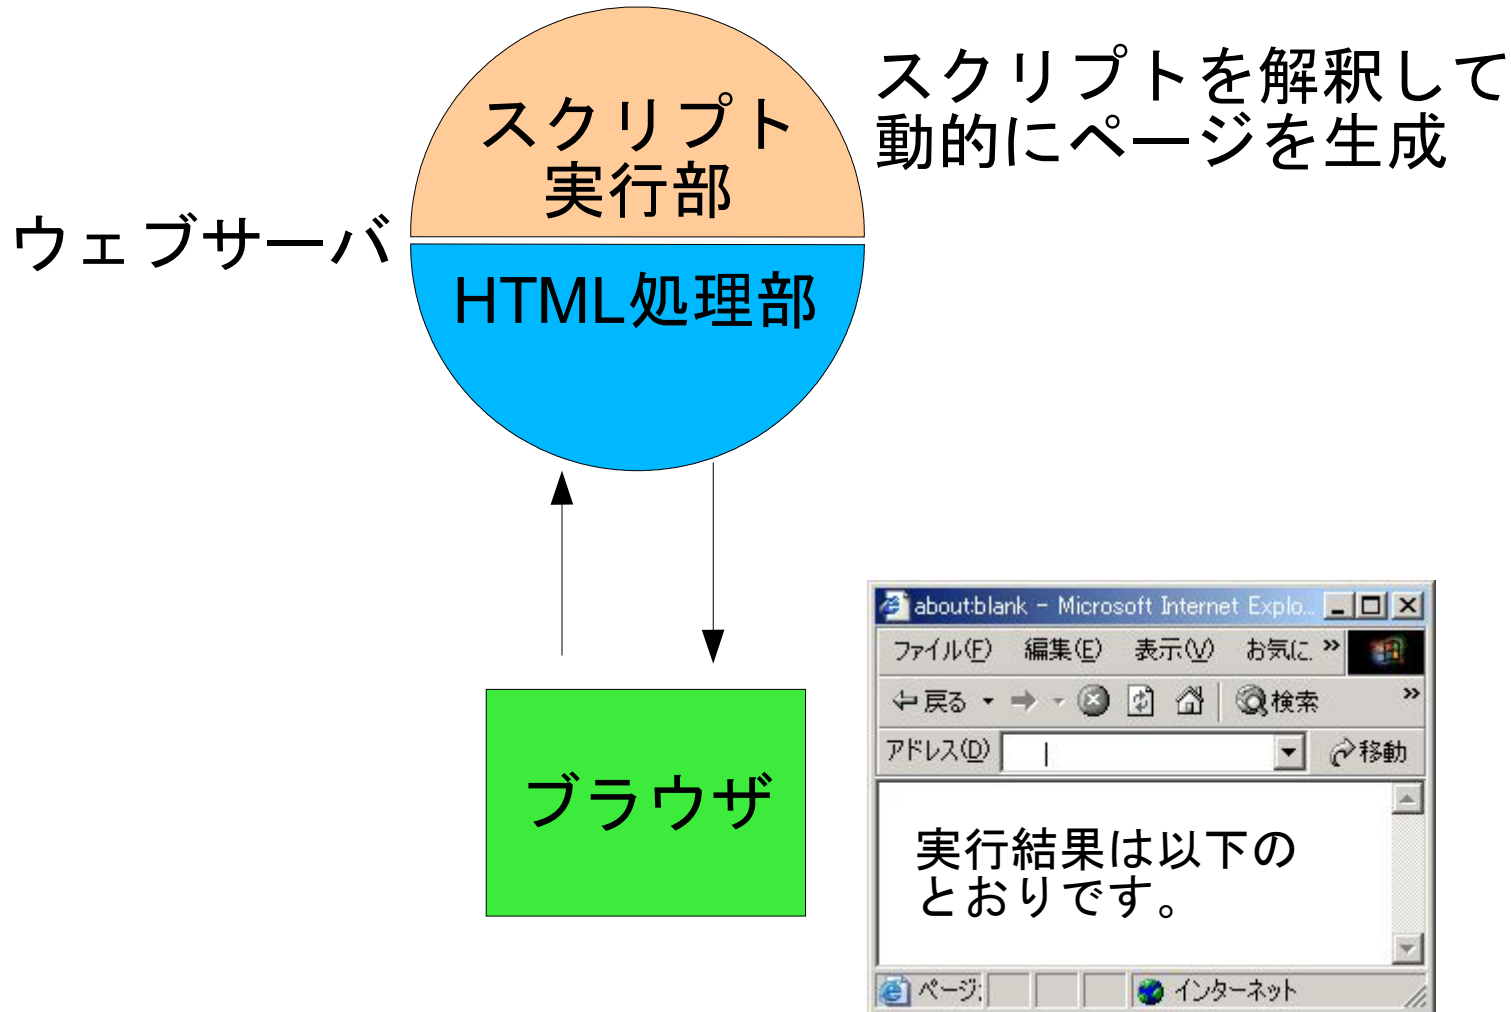 スクリプトを解釈して
動的にページを生成
スクリプト
実行部
ウェブサーバ
HTML処理部
ブラウザ
about:blank - Microsoft Internet Explo...
ファイル(F) 編集(E) 表示(V) お気に »
戻る 検索 »
アドレス(D) 移動
実行結果は以下の
とおりです。
ページ: インターネット